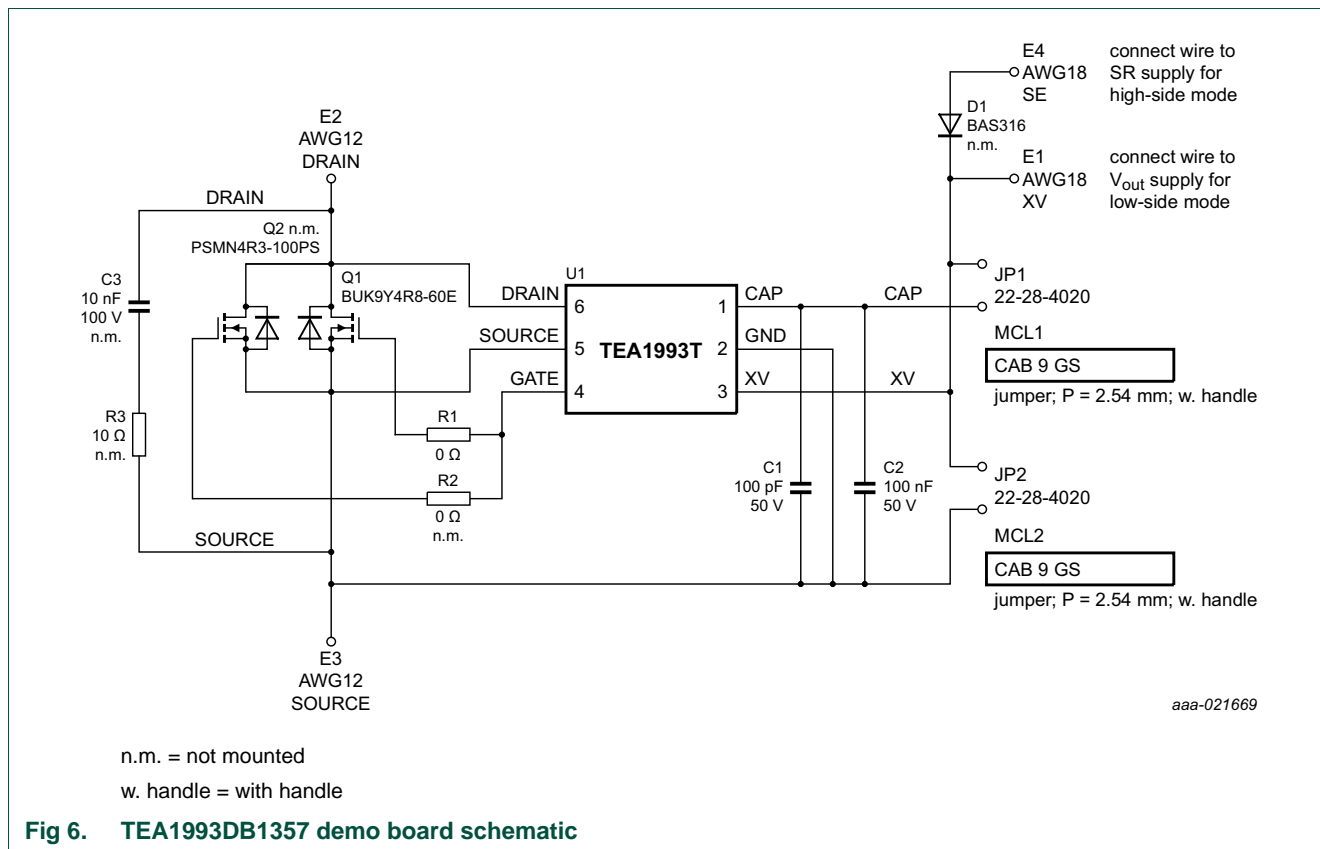 E4
AWG18
SE
connect wire to
SR supply for
high-side mode
D1
BAS316
n.m.
E1
AWG18
XV
connect wire to
Vout supply for
low-side mode
E2
AWG12
DRAIN
DRAIN
Q2 n.m.
PSMN4R3-100PS
C3
10 nF
100 V
n.m.
Q1
BUK9Y4R8-60E
R3
10 Ω
n.m.
SOURCE
R1
0 Ω
R2
0 Ω
n.m.
U1
TEA1993T
DRAIN
6
SOURCE
5
GATE
4
1
CAP
2
GND
3
XV
CAP
XV
C1
100 pF
50 V
C2
100 nF
50 V
JP1
22-28-4020
MCL1
CAB 9 GS
jumper; P = 2.54 mm; w. handle
JP2
22-28-4020
MCL2
CAB 9 GS
jumper; P = 2.54 mm; w. handle
E3
AWG12
SOURCE
aaa-021669
n.m. = not mounted
w. handle = with handle
Fig 6. TEA1993DB1357 demo board schematic